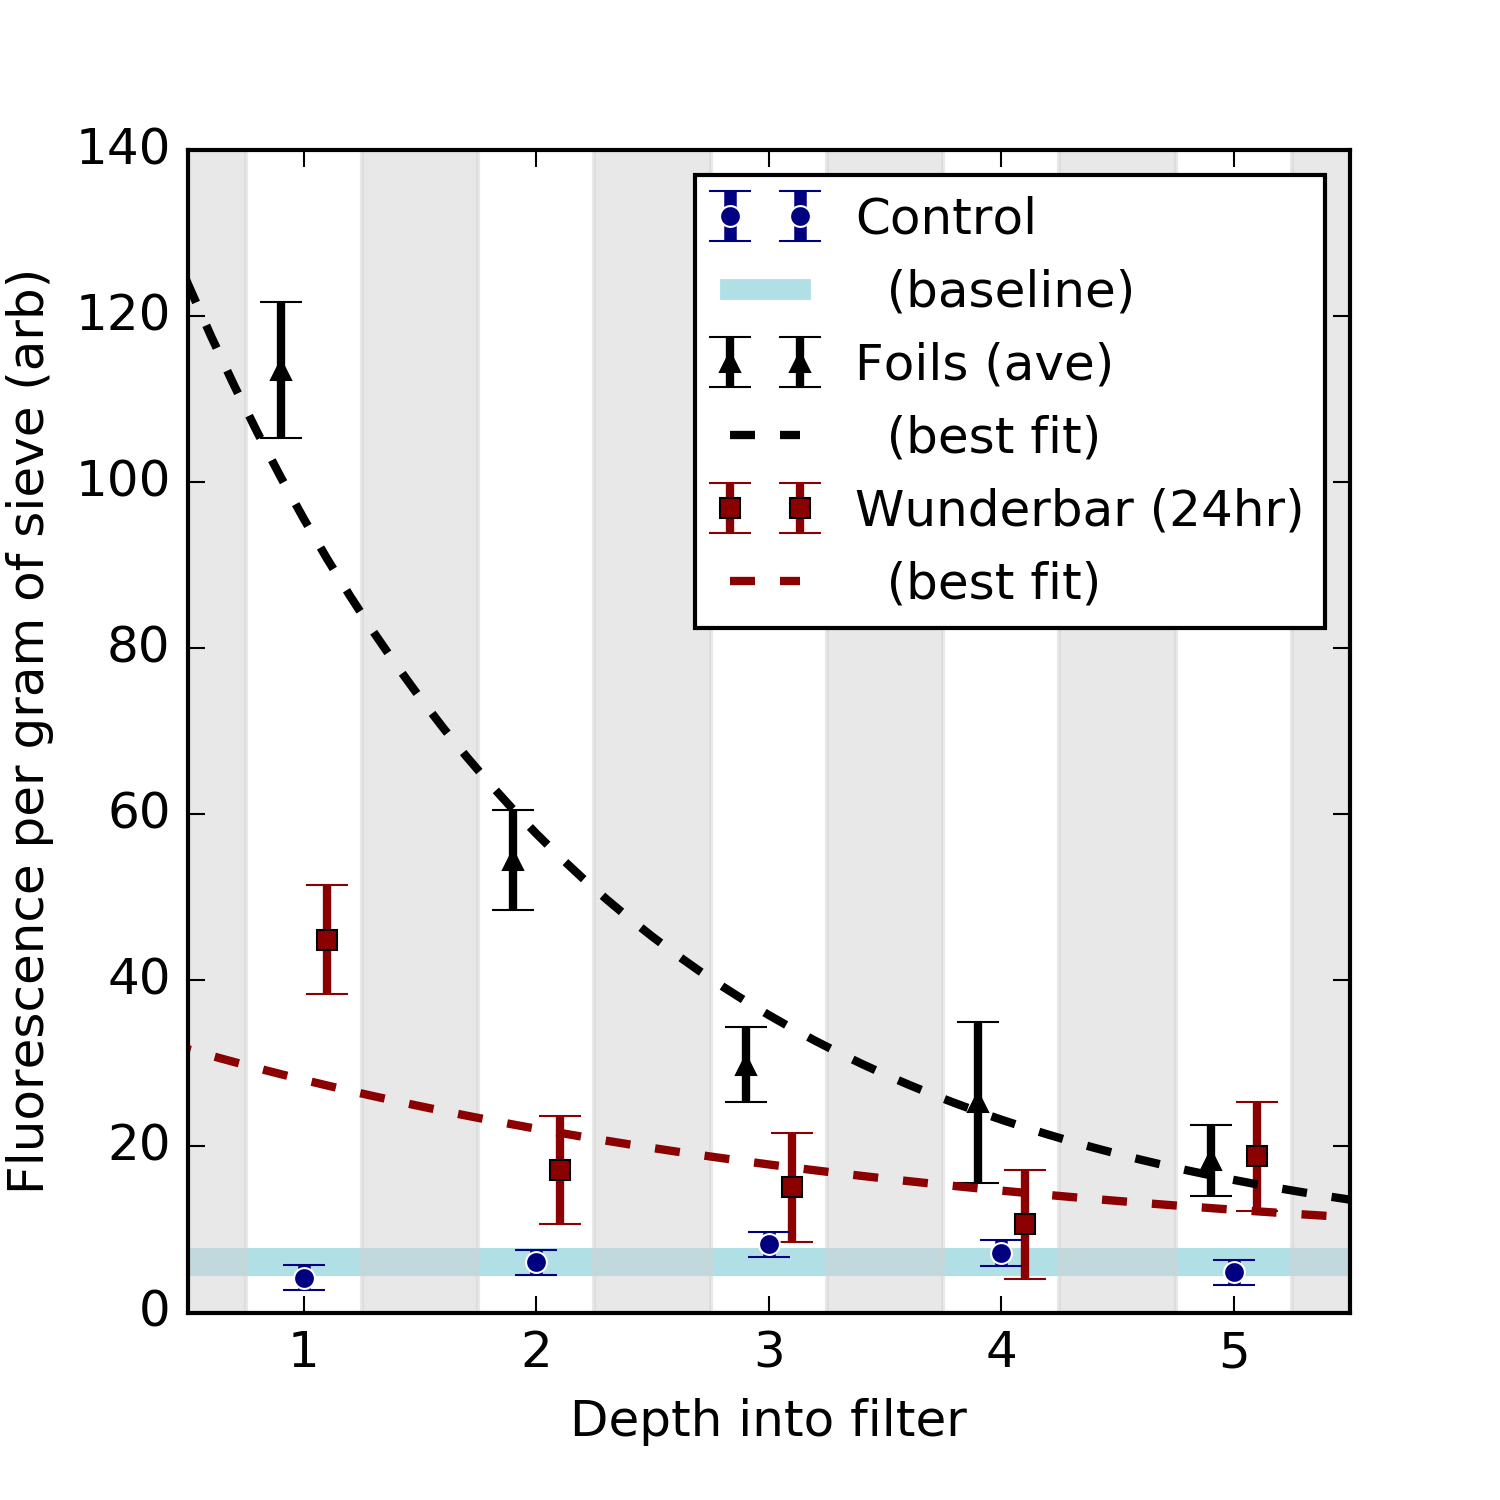 140
120
100
80
60
40
20
0
Fluorescence per gram of sieve (arb)
Control
(baseline)
Foils (ave)
(best fit)
Wunderbar (24hr)
(best fit)
1 2 3 4 5
Depth into filter